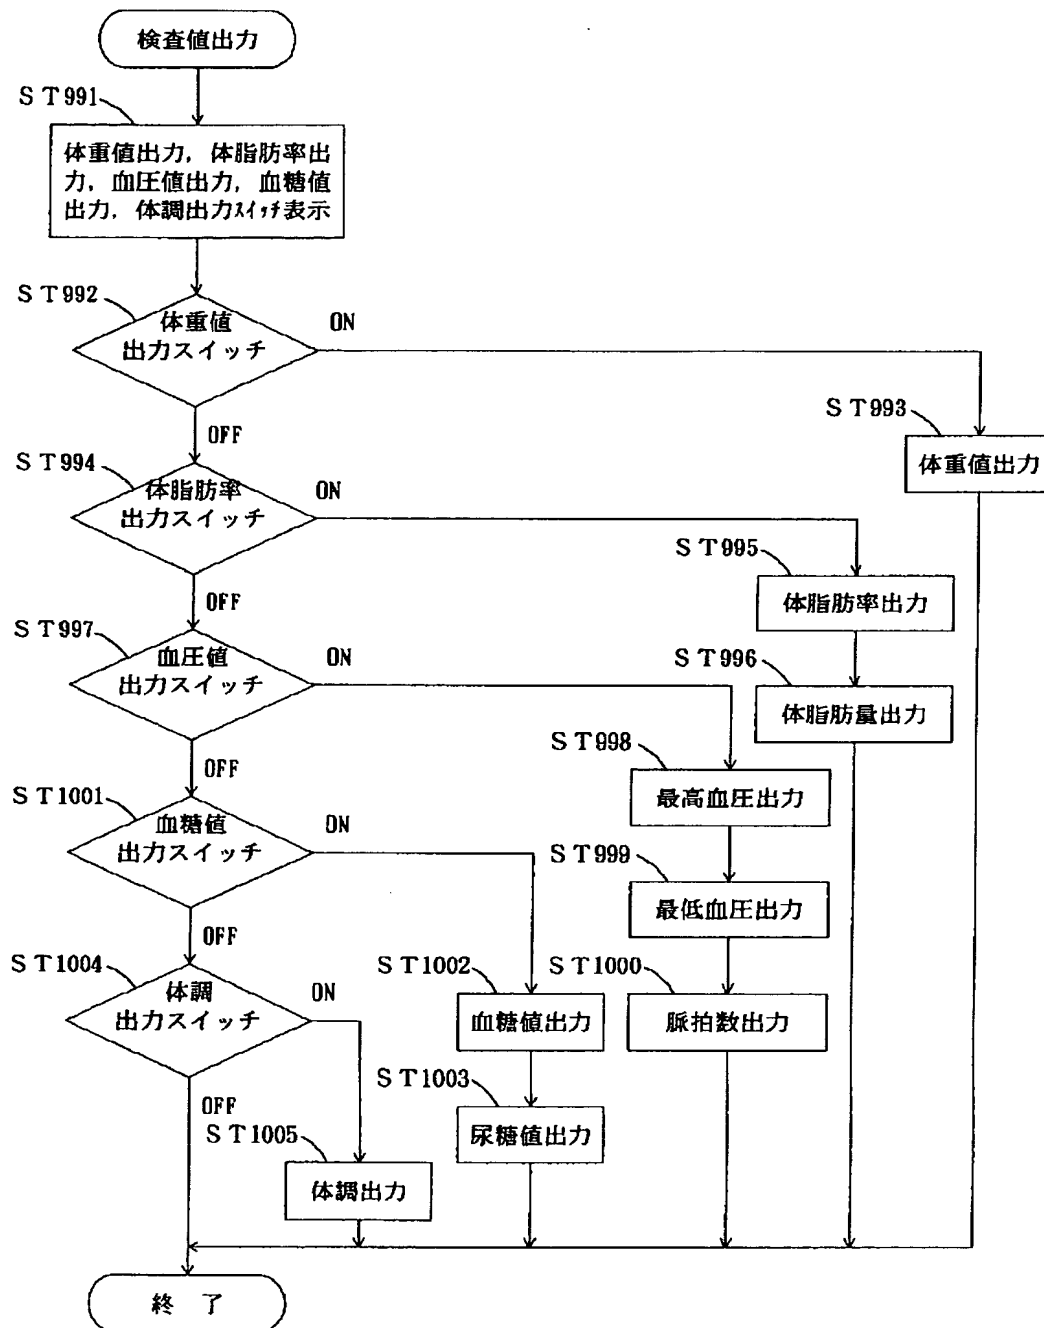 検査値出力
ＳＴ991
体重値出力，体脂肪率出
力，血圧値出力，血糖値
出力，体調出力ｽｲｯﾁ表示
ＳＴ992
体重値
出力スイッチ
ON
OFF
ＳＴ993
体重値出力
ＳＴ994
体脂肪率
出力スイッチ
ON
OFF
ＳＴ995
体脂肪率出力
ＳＴ996
体脂肪量出力
ＳＴ997
血圧値
出力スイッチ
ON
OFF
ＳＴ998
最高血圧出力
ＳＴ999
最低血圧出力
ＳＴ1000
脈拍数出力
ＳＴ1001
血糖値
出力スイッチ
ON
OFF
ＳＴ1002
血糖値出力
ＳＴ1003
尿糖値出力
ＳＴ1004
体調
出力スイッチ
ON
OFF
ＳＴ1005
体調出力
終　了